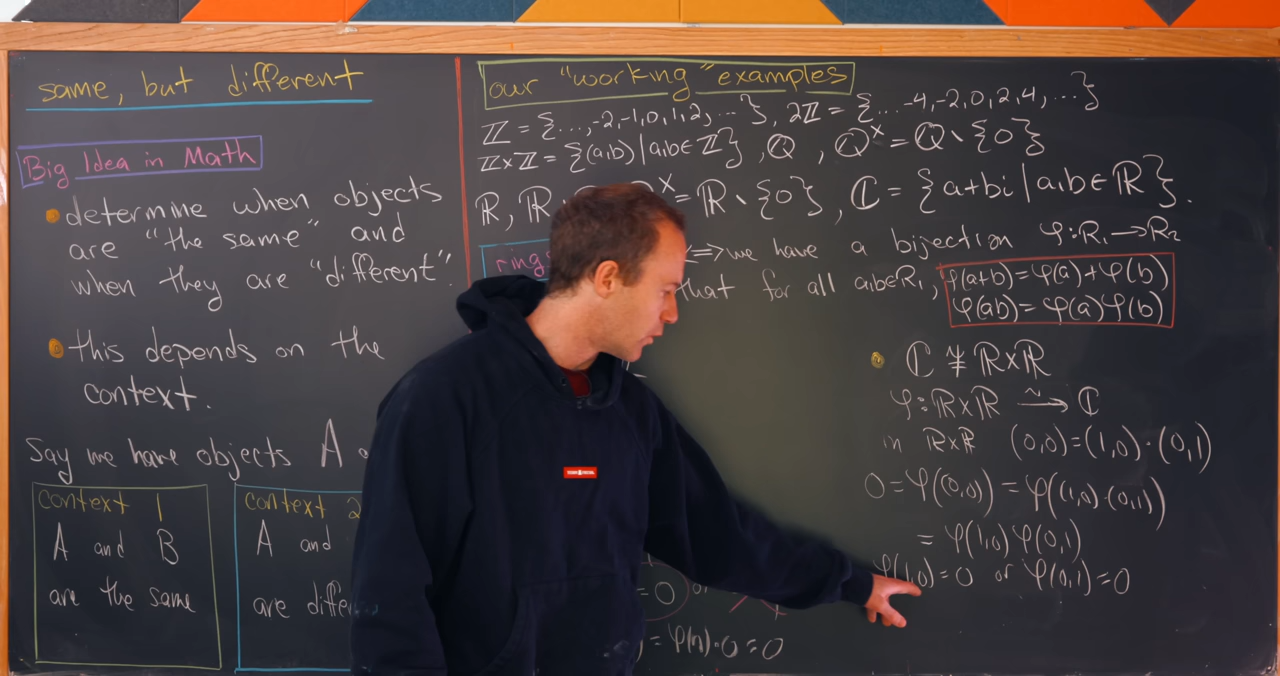 same, but different
Big Idea in Math
• determine when objects
are "the same" and
when they are "different".
• this depends on the
context.
Say we have objects A
context 1
A and B
are the same
context 2
A and
are differ
our "working" examples
ℤ = {...,-2,-1,0,1,2,...}, 2ℤ = {...-4,-2,0,2,4,...}
ℤ×ℤ = {(a,b) | a,b∈ℤ}, ℚ, ℚ^× = ℚ∖{0}
ℝ, ℝ^× = ℝ∖{0}, ℂ = {a+bi | a,b∈ℝ}.
rings
⟺ we have a bijection φ:R₁→R₂
that for all a,b∈R₁, φ(a+b)=φ(a)+φ(b)
φ(ab)=φ(a)φ(b)
=0 or
=φ(n)·0=0
• ℂ ≇ ℝ×ℝ
φ:ℝ×ℝ ⥲ ℂ
in ℝ×ℝ (0,0)=(1,0)·(0,1)
0=φ(0,0)=φ((1,0)·(0,1))
=φ(1,0)φ(0,1)
φ(1,0)=0 or φ(0,1)=0